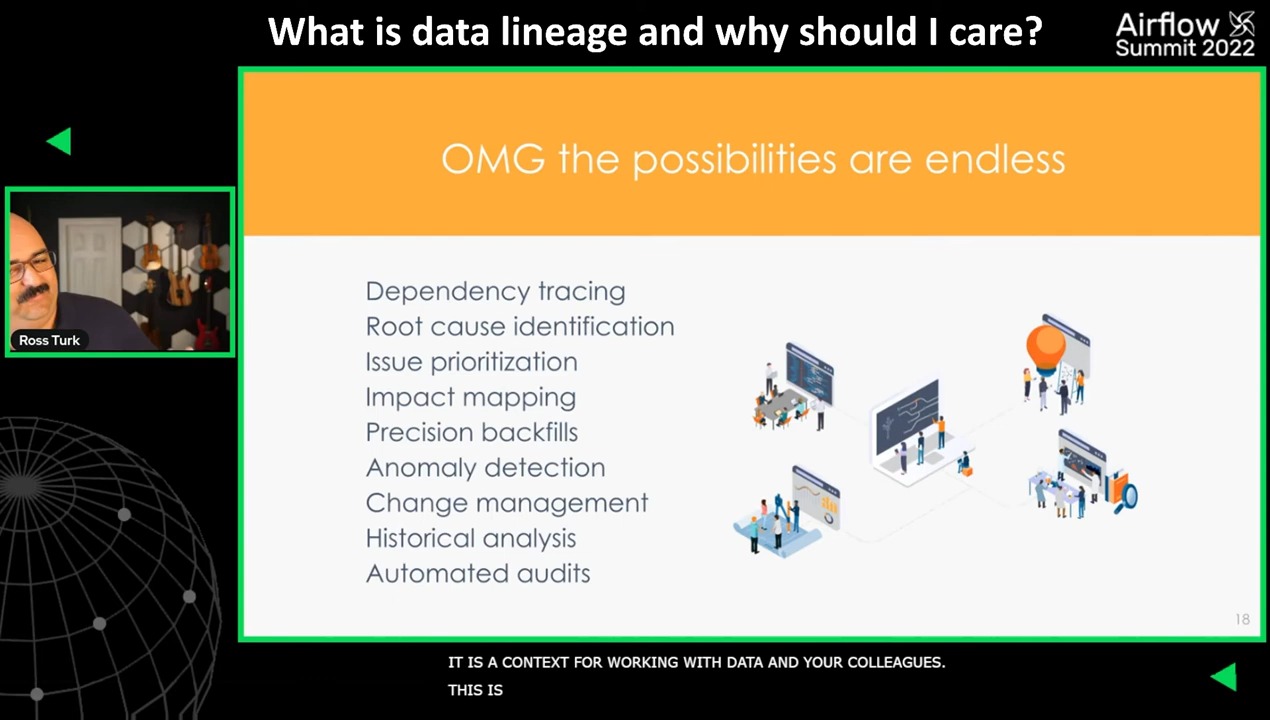 What is data lineage and why should I care?
Airflow
Summit 2022
OMG the possibilities are endless
Ross Turk
Dependency tracing
Root cause identification
Issue prioritization
Impact mapping
Precision backfills
Anomaly detection
Change management
Historical analysis
Automated audits
18
IT IS A CONTEXT FOR WORKING WITH DATA AND YOUR COLLEAGUES.
THIS IS